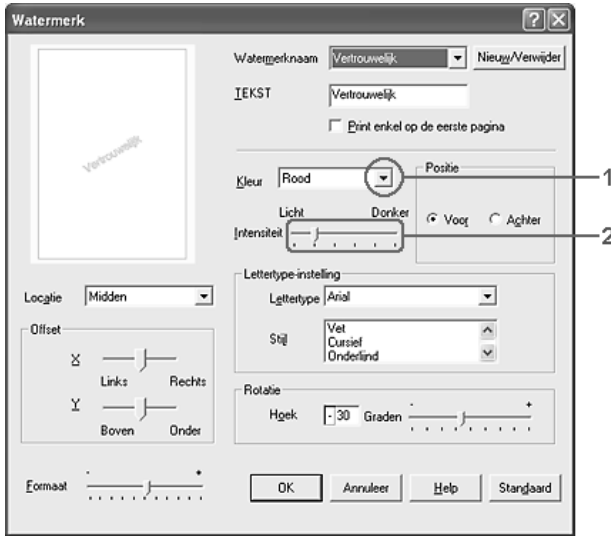 Watermerk
Watermerknaam Vertrouwelijk Nieuw/Verwijder
TEKST Vertrouwelijk
Print enkel op de eerste pagina
Vertrouwelijk
Kleur Rood 1
Positie
Licht Donker
Voor Achter
Intensiteit 2
Locatie Midden
Lettertype-instelling
Lettertype Arial
Stijl Vet
Cursief
Onderlijnd
Offset
X
Links Rechts
Y
Boven Onder
Rotatie
Hoek -30 Graden - +
Formaat - +
OK Annuleer Help Standaard